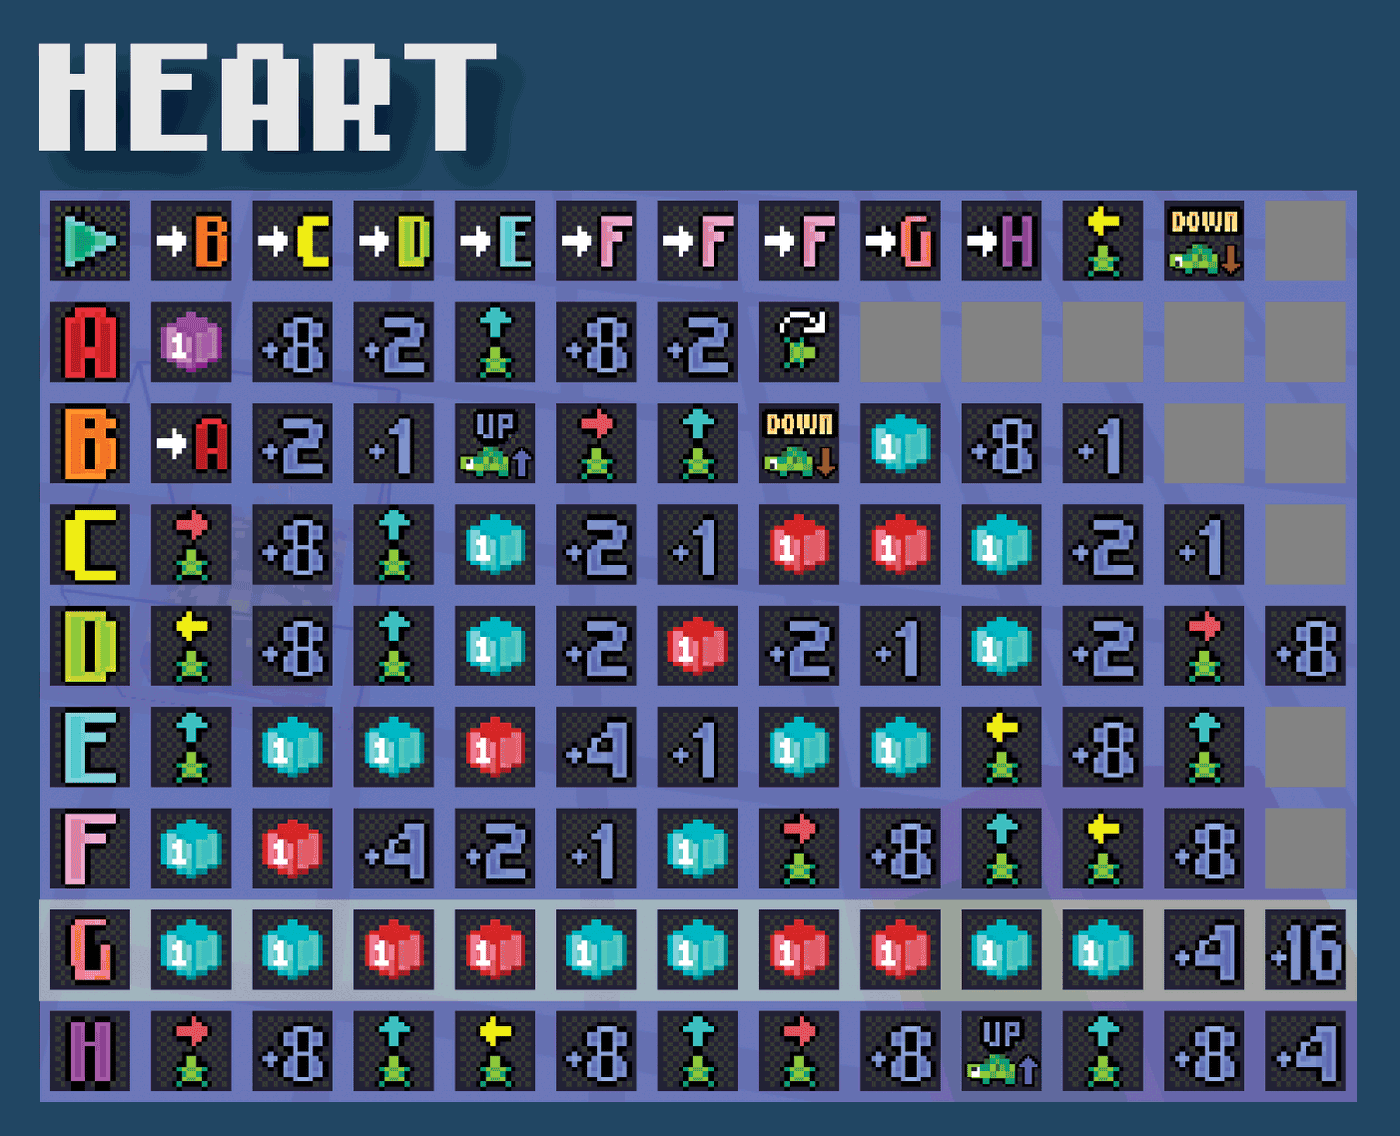 HEART
→B →C →D →E →F →F →F →G →H DOWN
A 1 +8 +2 +8 +2
B →A +2 +1 UP DOWN 1 +8 +1
C +8 1 +2 +1 1 1 1 +2 +1
D +8 1 +2 1 +2 +1 1 +2 +8
E 1 1 1 +4 +1 1 1 +8
F 1 1 +4 +2 +1 1 +8 +8
G 1 1 1 1 1 1 1 1 1 1 +4 +16
H +8 +8 +8 UP +8 +4